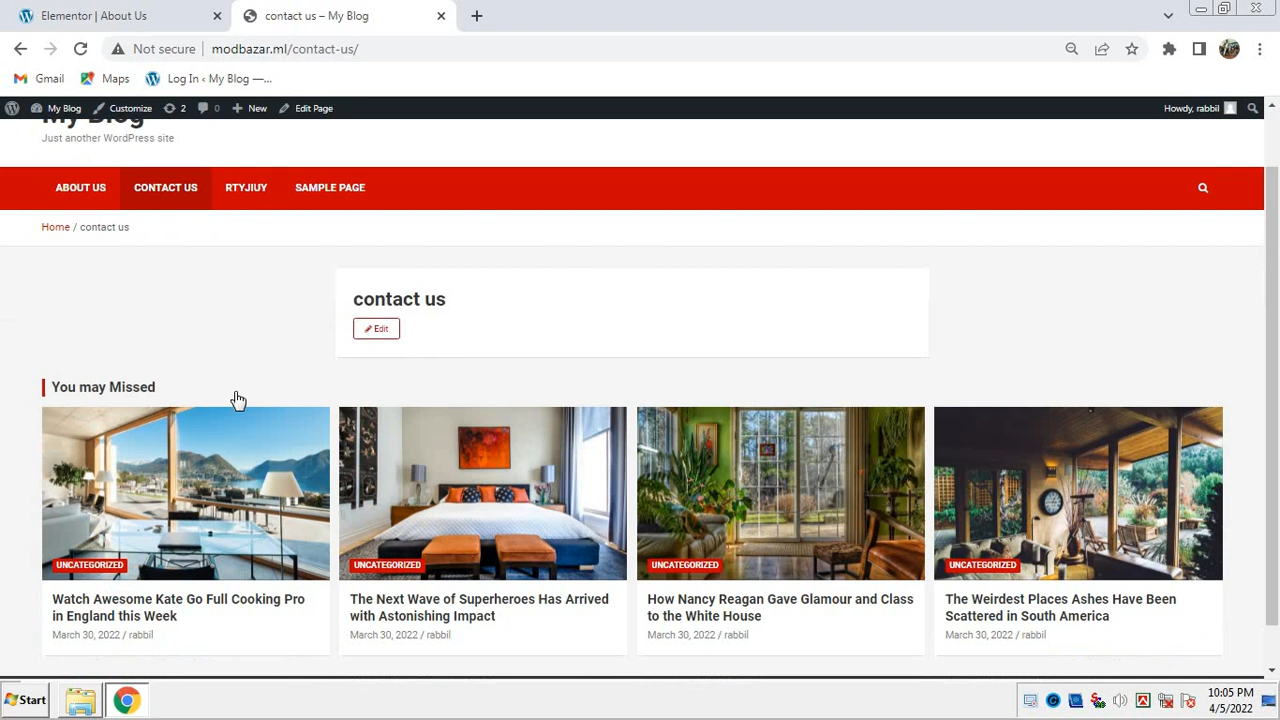 Elementor | About Us
contact us – My Blog
Not secure
modbazar.ml/contact-us/
Gmail
Maps
Log In ‹ My Blog —...
My Blog
Customize
2
0
New
Edit Page
Howdy, rabbil
My Blog
Just another WordPress site
ABOUT US
CONTACT US
RTYJIUY
SAMPLE PAGE
Home / contact us
contact us
Edit
You may Missed
UNCATEGORIZED
Watch Awesome Kate Go Full Cooking Pro
in England this Week
March 30, 2022 / rabbil
UNCATEGORIZED
The Next Wave of Superheroes Has Arrived
with Astonishing Impact
March 30, 2022 / rabbil
UNCATEGORIZED
How Nancy Reagan Gave Glamour and Class
to the White House
March 30, 2022 / rabbil
UNCATEGORIZED
The Weirdest Places Ashes Have Been
Scattered in South America
March 30, 2022 / rabbil
Start
10:05 PM
4/5/2022